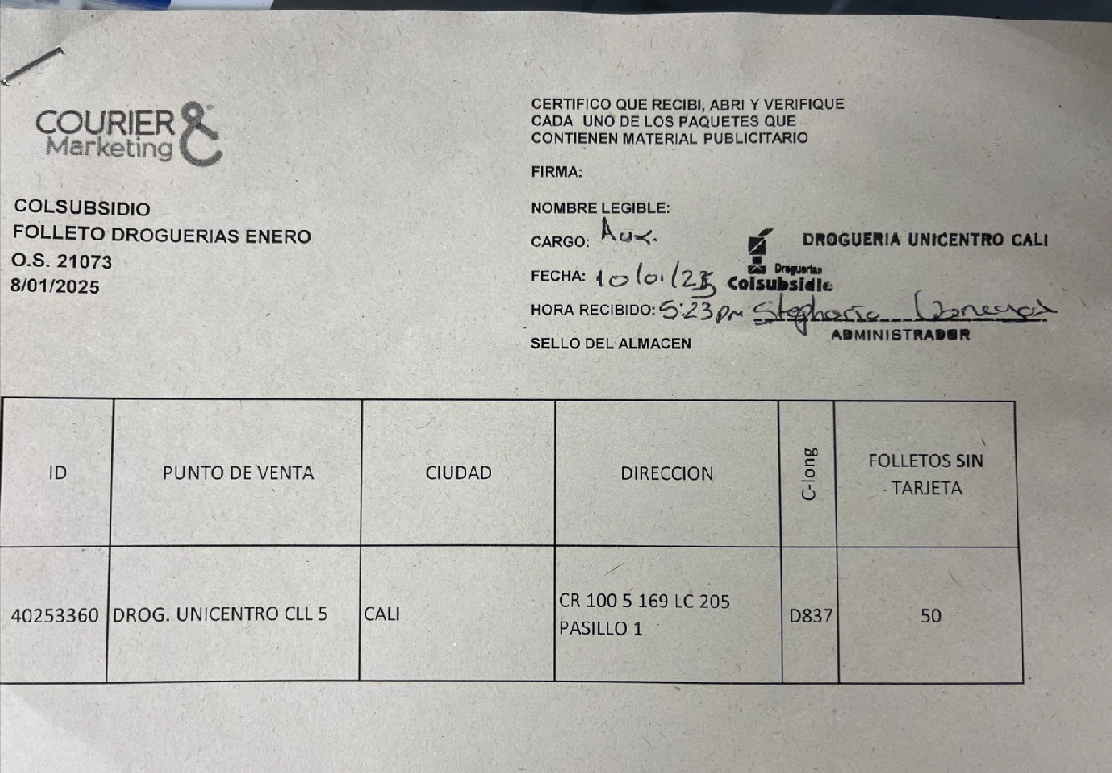 COURIER &
Marketing
COLSUBSIDIO
FOLLETO DROGUERIAS ENERO
O.S. 21073
8/01/2025
CERTIFICO QUE RECIBI, ABRI Y VERIFIQUE
CADA UNO DE LOS PAQUETES QUE
CONTIENEN MATERIAL PUBLICITARIO
FIRMA:
NOMBRE LEGIBLE:
CARGO: Aux.
FECHA: 10/01/25
HORA RECIBIDO: 5:23pm Stephania
SELLO DEL ALMACEN
DROGUERIA UNICENTRO CALI
Droguerías
Colsubsidio
ADMINISTRADOR
ID PUNTO DE VENTA CIUDAD DIRECCION C-long FOLLETOS SIN
TARJETA
40253360 DROG. UNICENTRO CLL 5 CALI CR 100 5 169 LC 205 D837 50
PASILLO 1